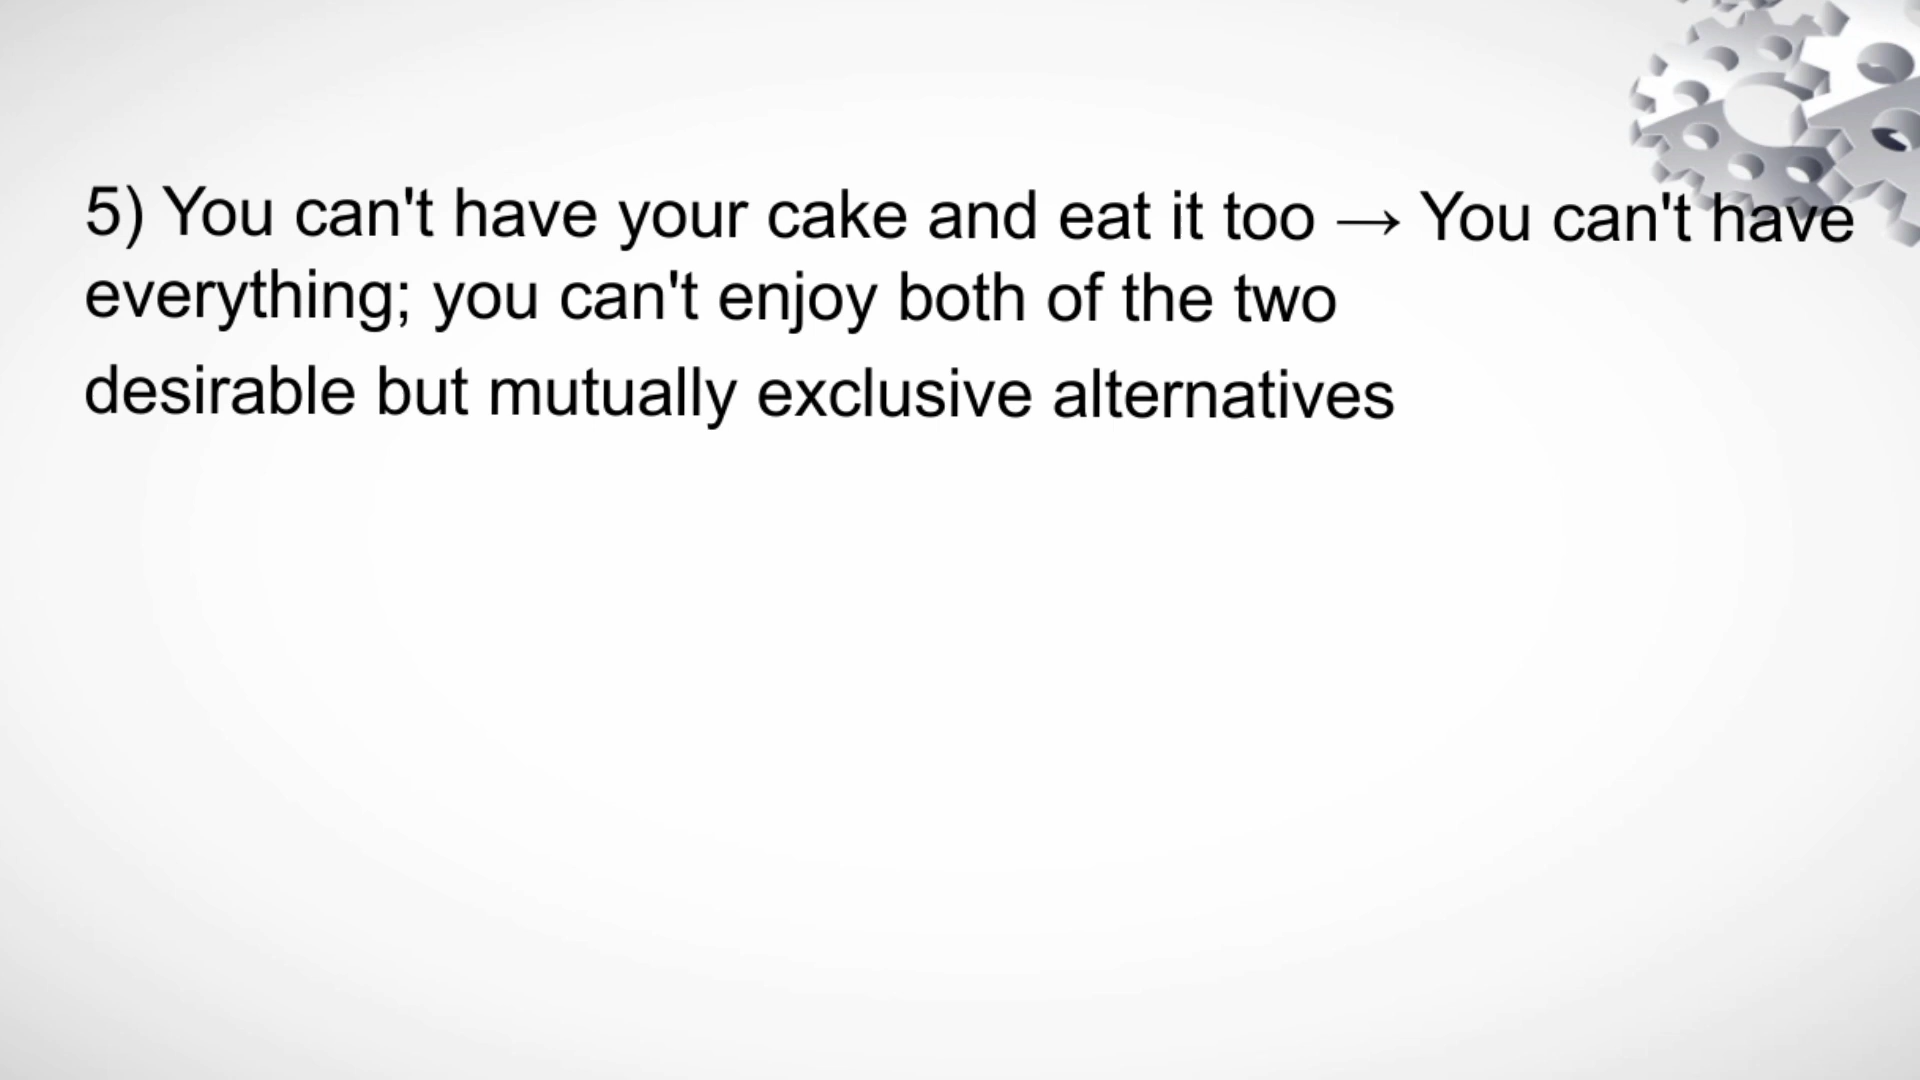 5) You can't have your cake and eat it too → You can't have
everything; you can't enjoy both of the two
desirable but mutually exclusive alternatives